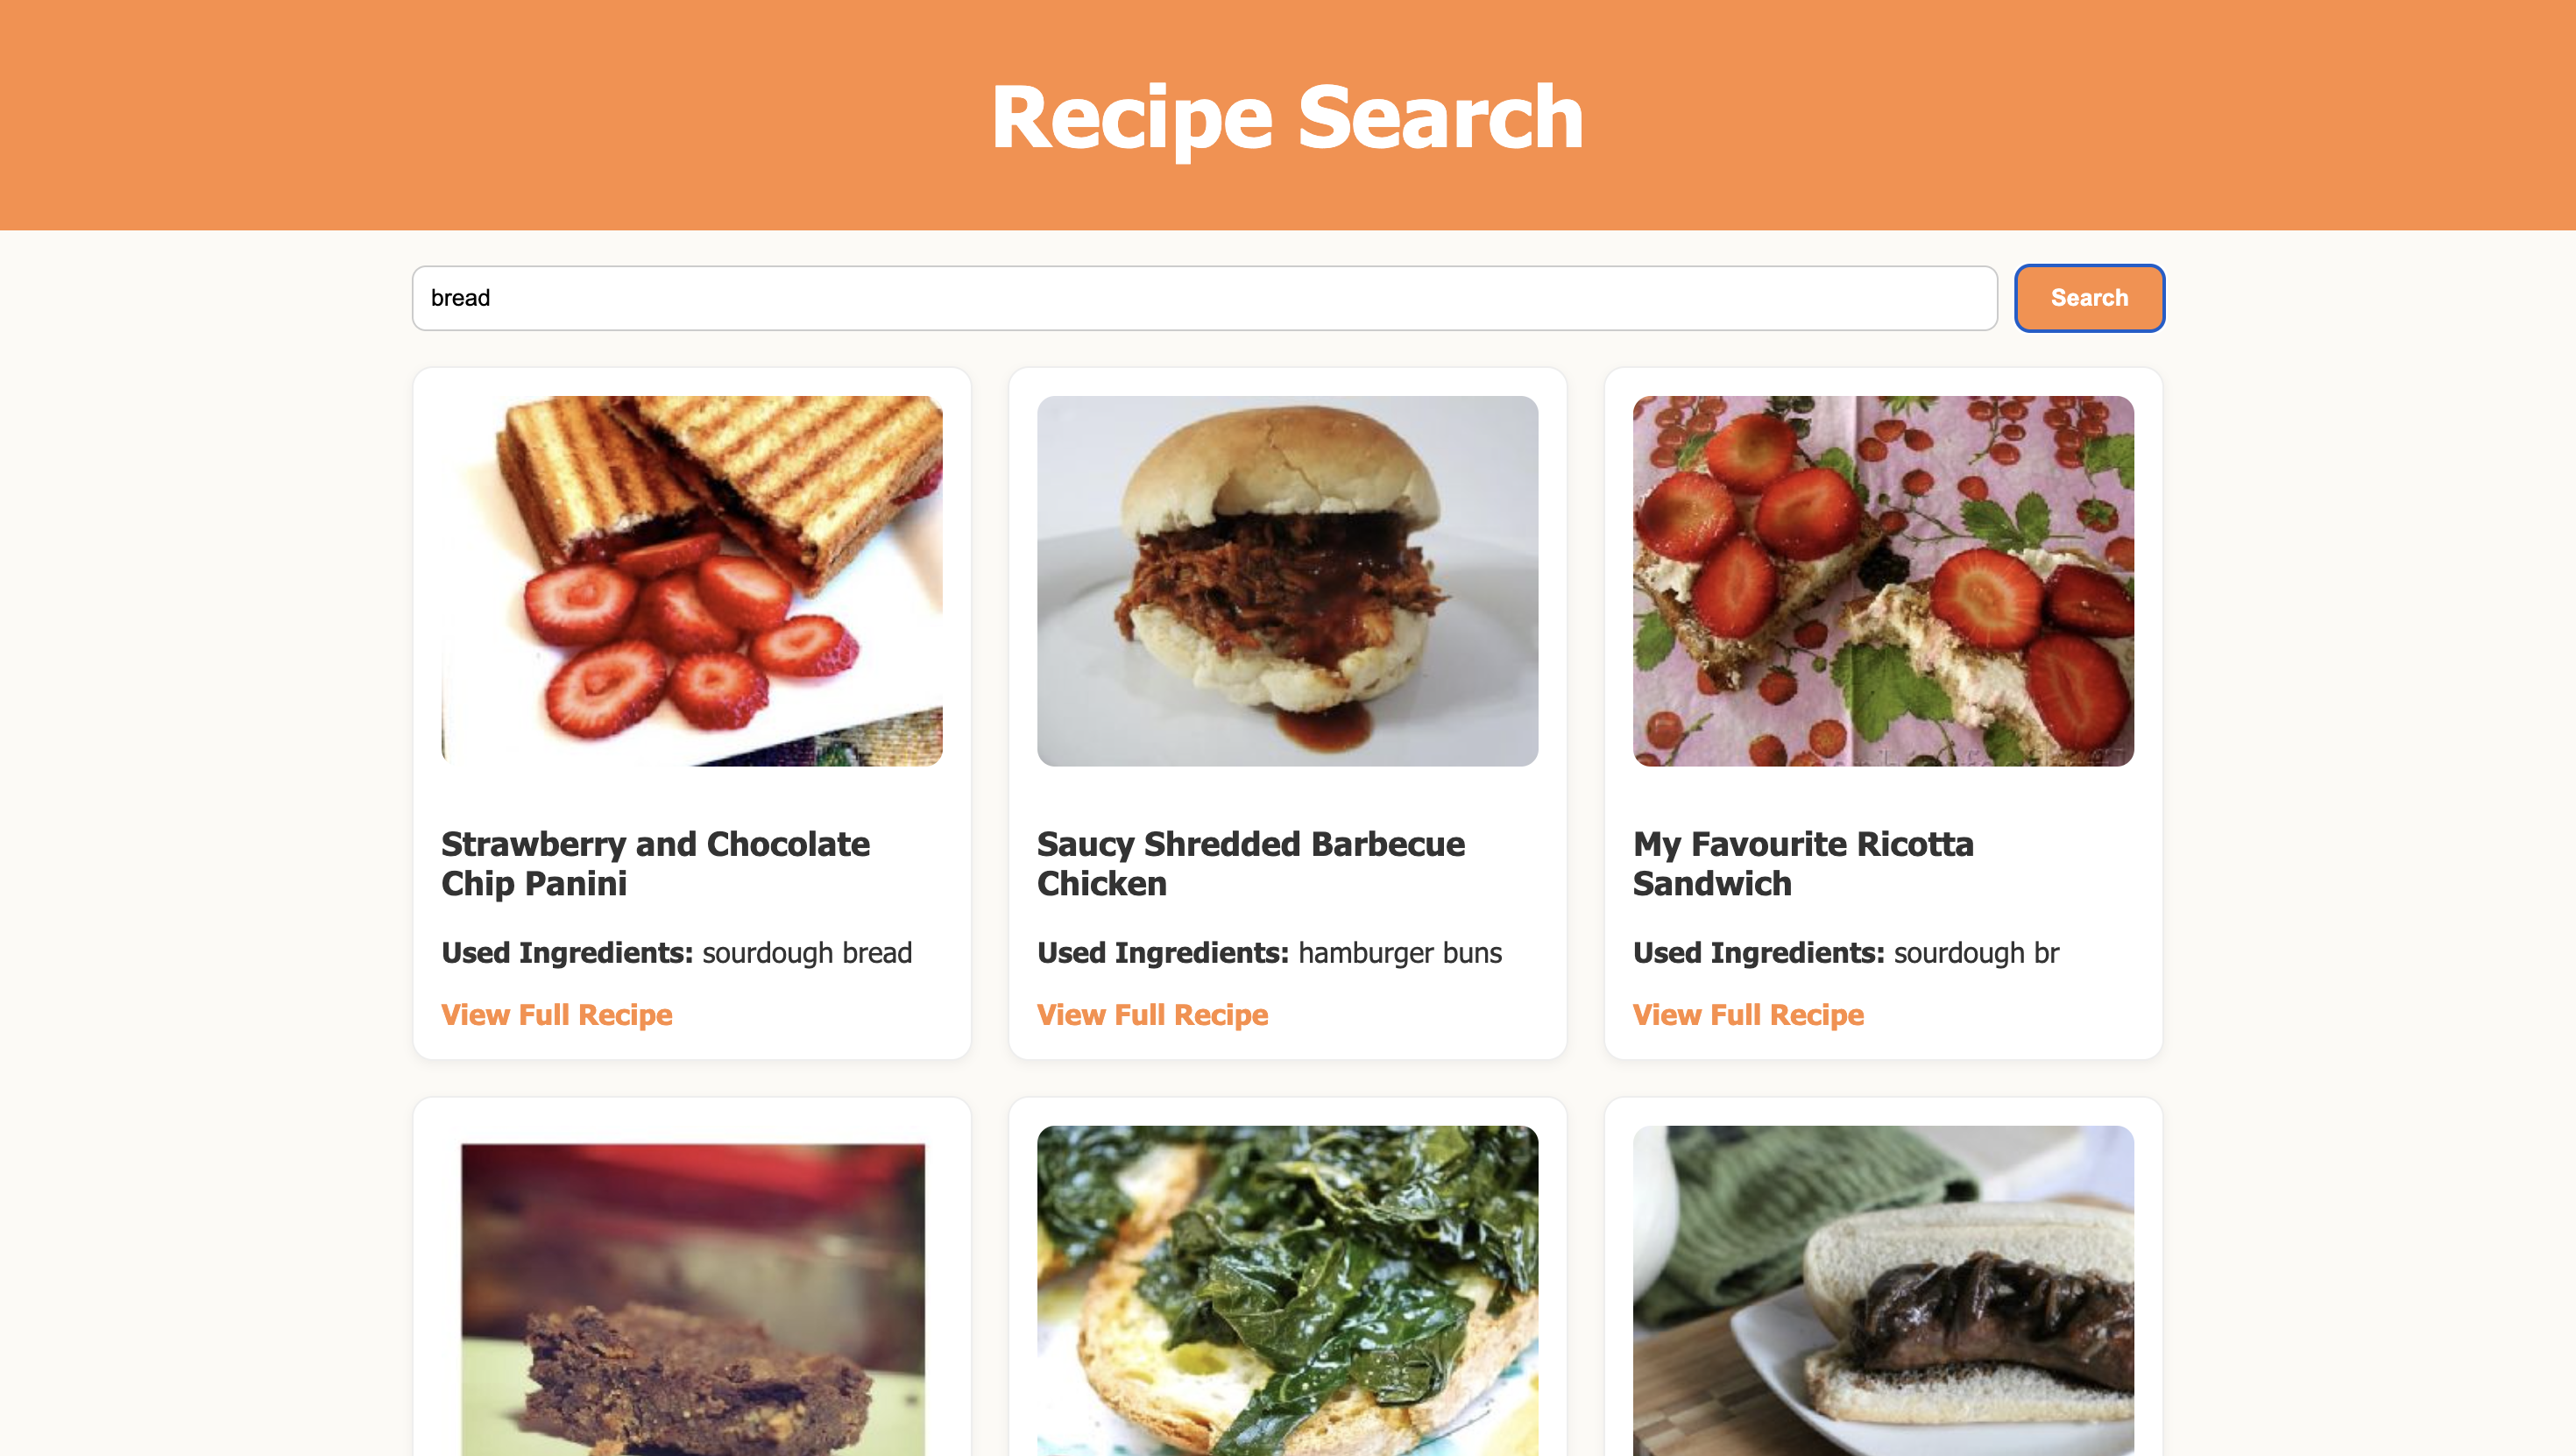 Recipe Search
bread
Search
Strawberry and Chocolate
Chip Panini
Used Ingredients: sourdough bread
View Full Recipe
Saucy Shredded Barbecue
Chicken
Used Ingredients: hamburger buns
View Full Recipe
My Favourite Ricotta
Sandwich
Used Ingredients: sourdough br
View Full Recipe